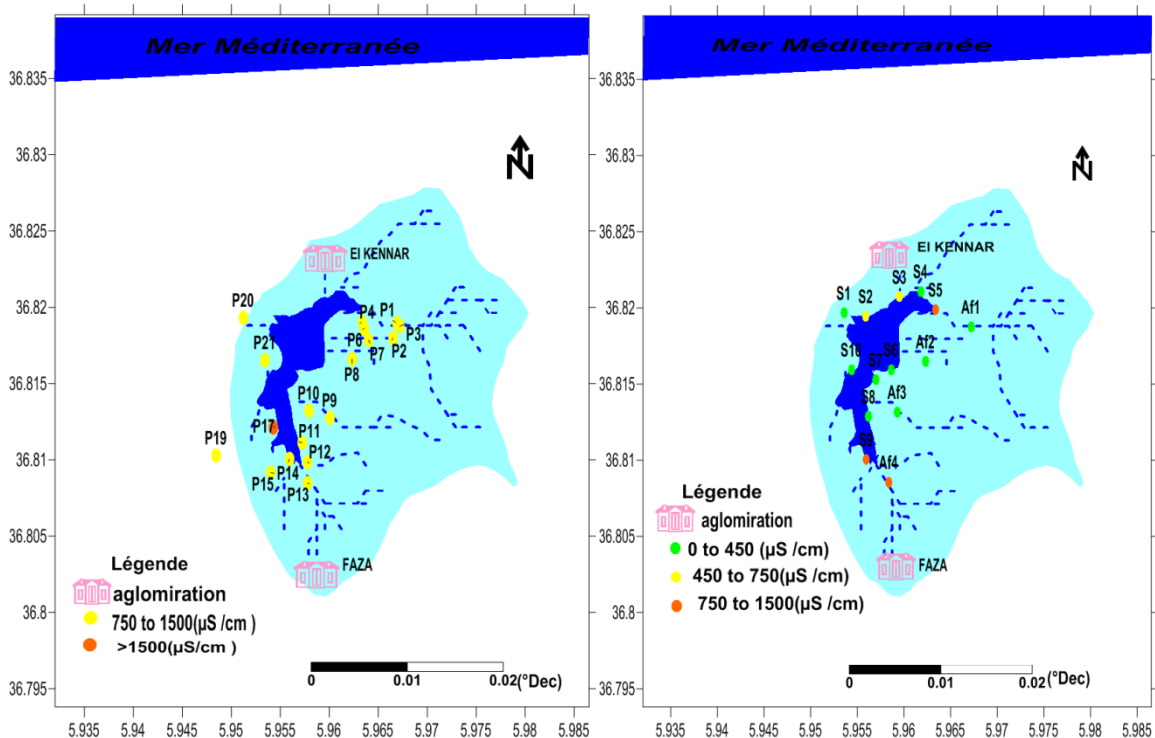 Mer Méditerranée
36.835
36.83
36.825
36.82
36.815
36.81
36.805
36.8
36.795
N
El KENNAR
P20
P4
P1
P21
P6
P7
P2
P3
P8
P10
P9
P17
P11
P19
P12
P14
P15
P13
FAZA
Légende
aglomiration
750 to 1500(µS /cm )
>1500(µS/cm )
0
0.01
0.02
(°Dec)
5.935
5.94
5.945
5.95
5.955
5.96
5.965
5.97
5.975
5.98
5.985
Mer Méditerranée
36.835
36.83
36.825
36.82
36.815
36.81
36.805
36.8
36.795
N
El KENNAR
S1
S2
S3
S4
S5
Af1
S10
S7
S6
Af2
S8
Af3
S9
Af4
FAZA
Légende
aglomiration
0 to 450 (µS /cm)
450 to 750(µS /cm)
750 to 1500(µS /cm)
0
0.01
0.02
(°Dec)
5.935
5.94
5.945
5.95
5.955
5.96
5.965
5.97
5.975
5.98
5.985